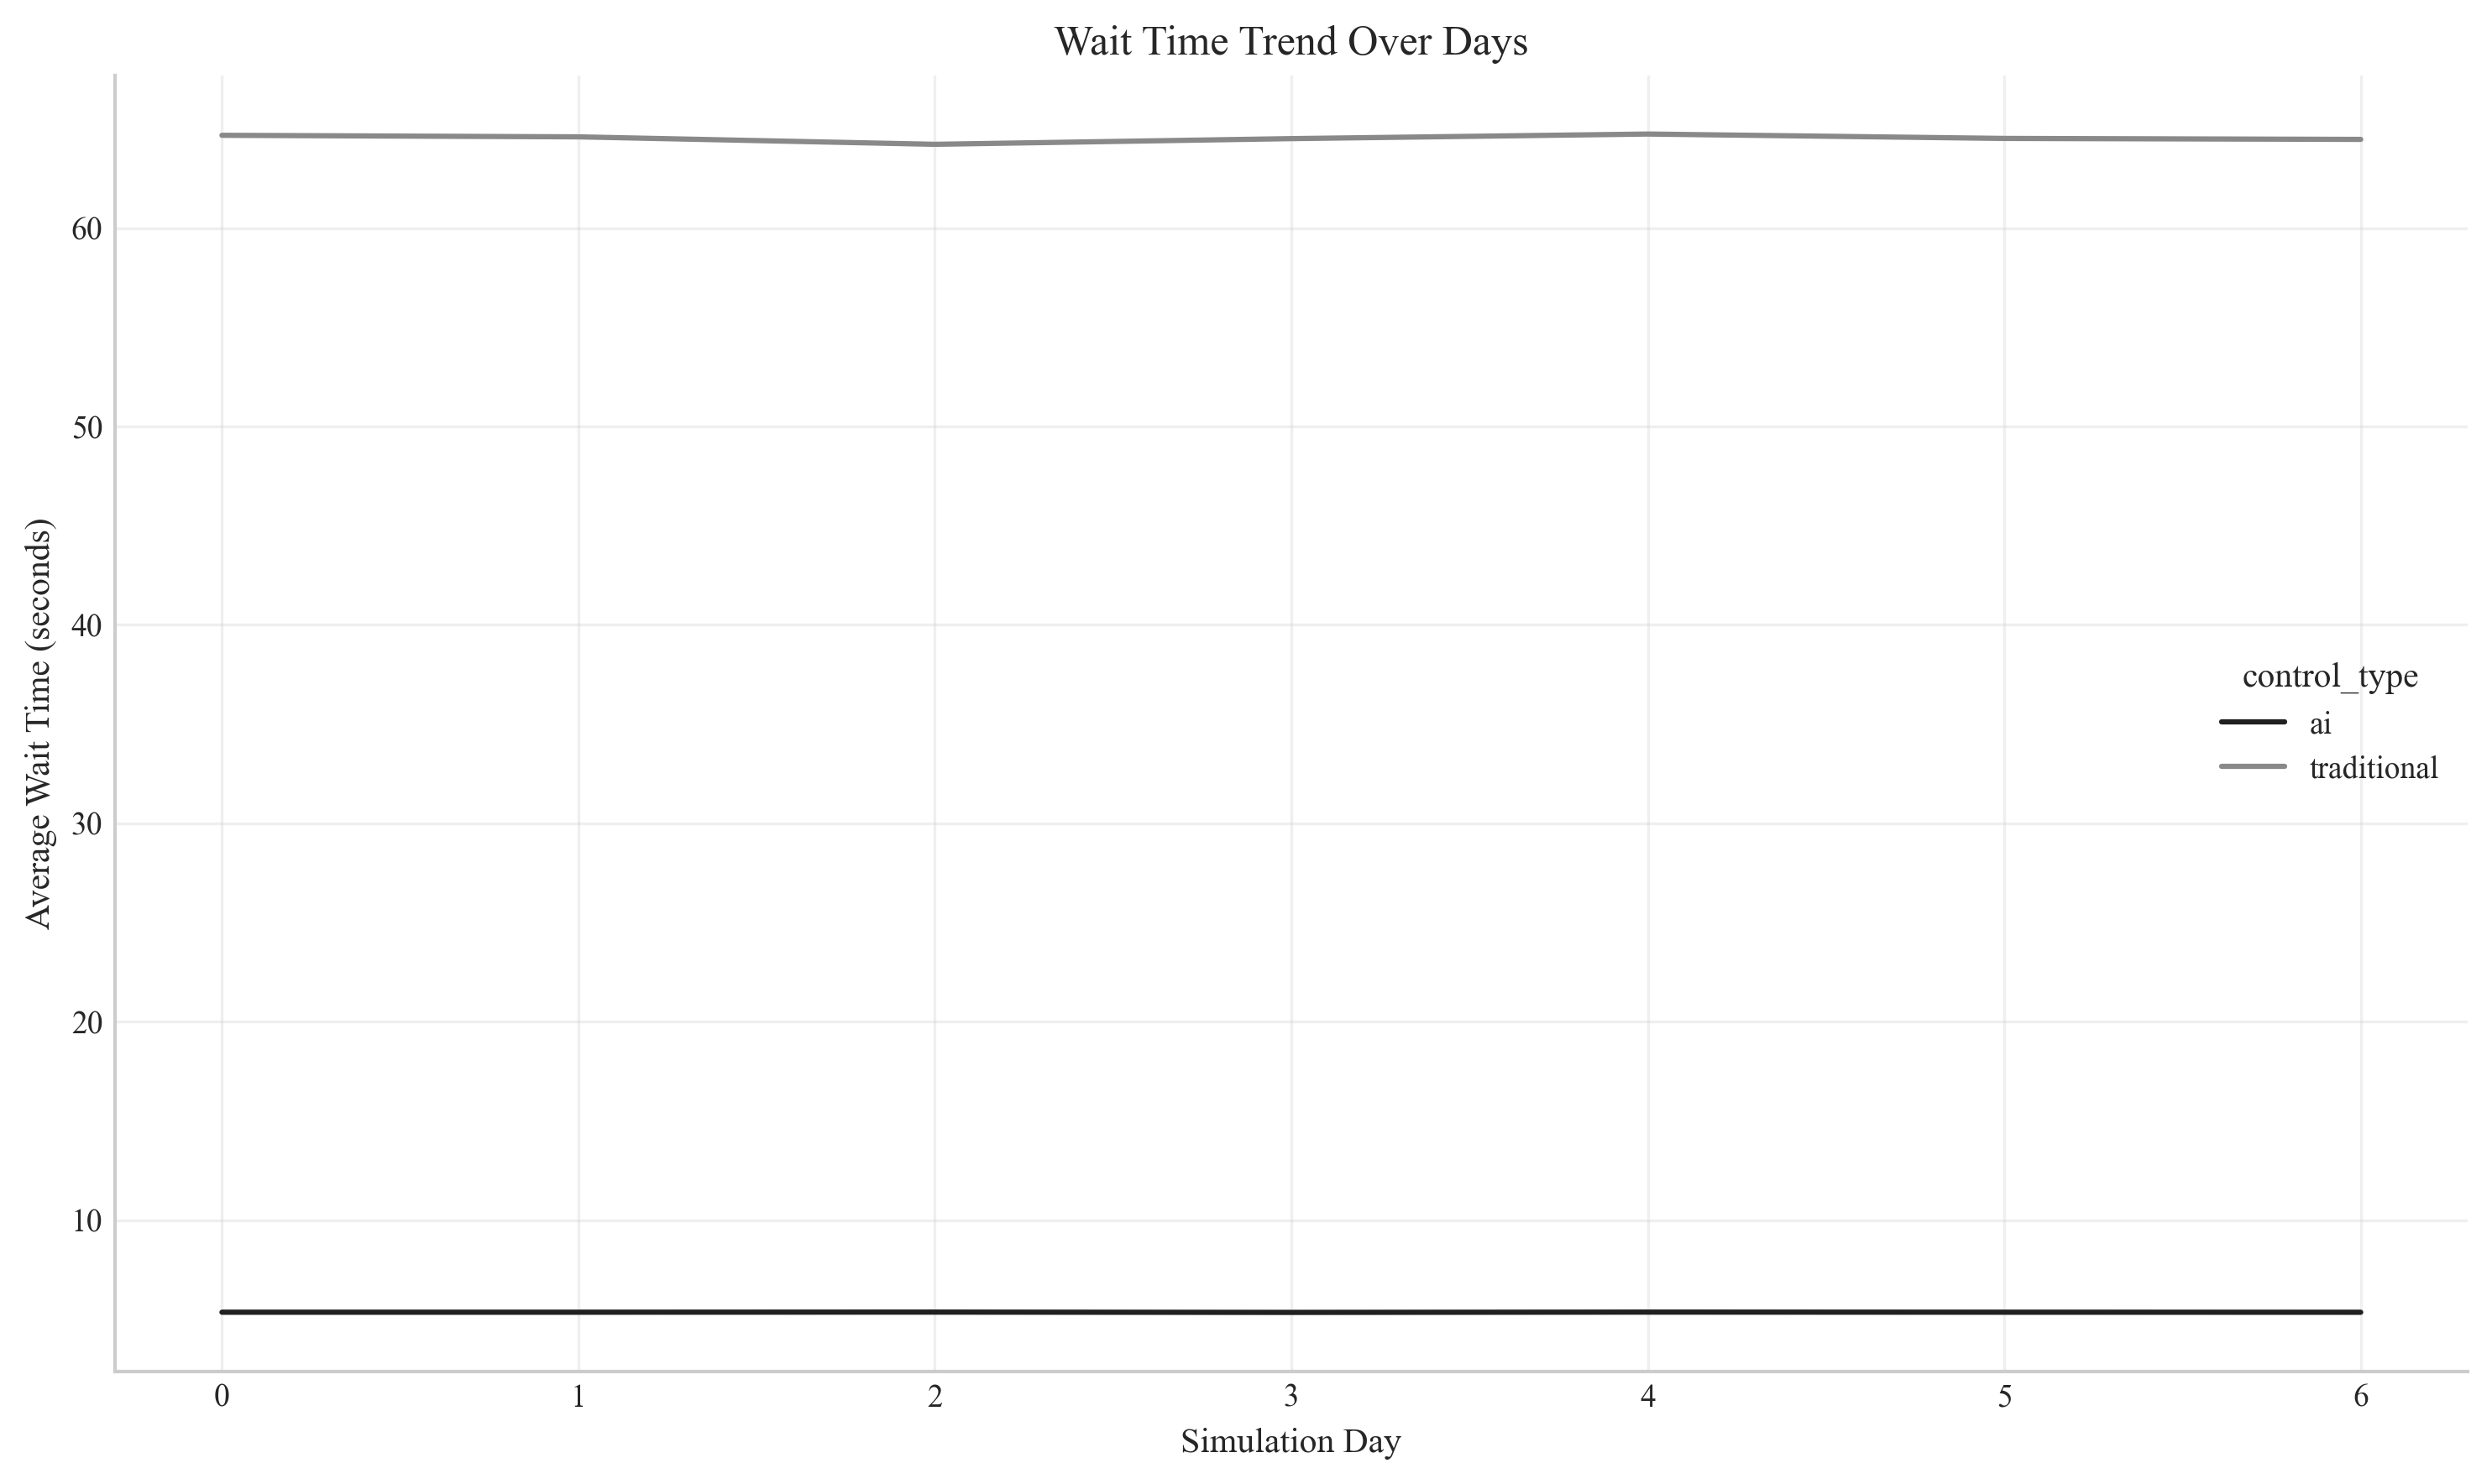 Wait Time Trend Over Days
Average Wait Time (seconds)
60
50
40
30
20
10
control_type
ai
traditional
0 1 2 3 4 5 6
Simulation Day